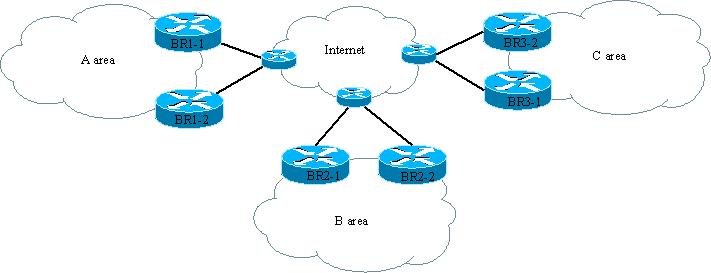 BR1-1
A area
BR1-2
Internet
BR3-2
C area
BR3-1
BR2-1
BR2-2
B area